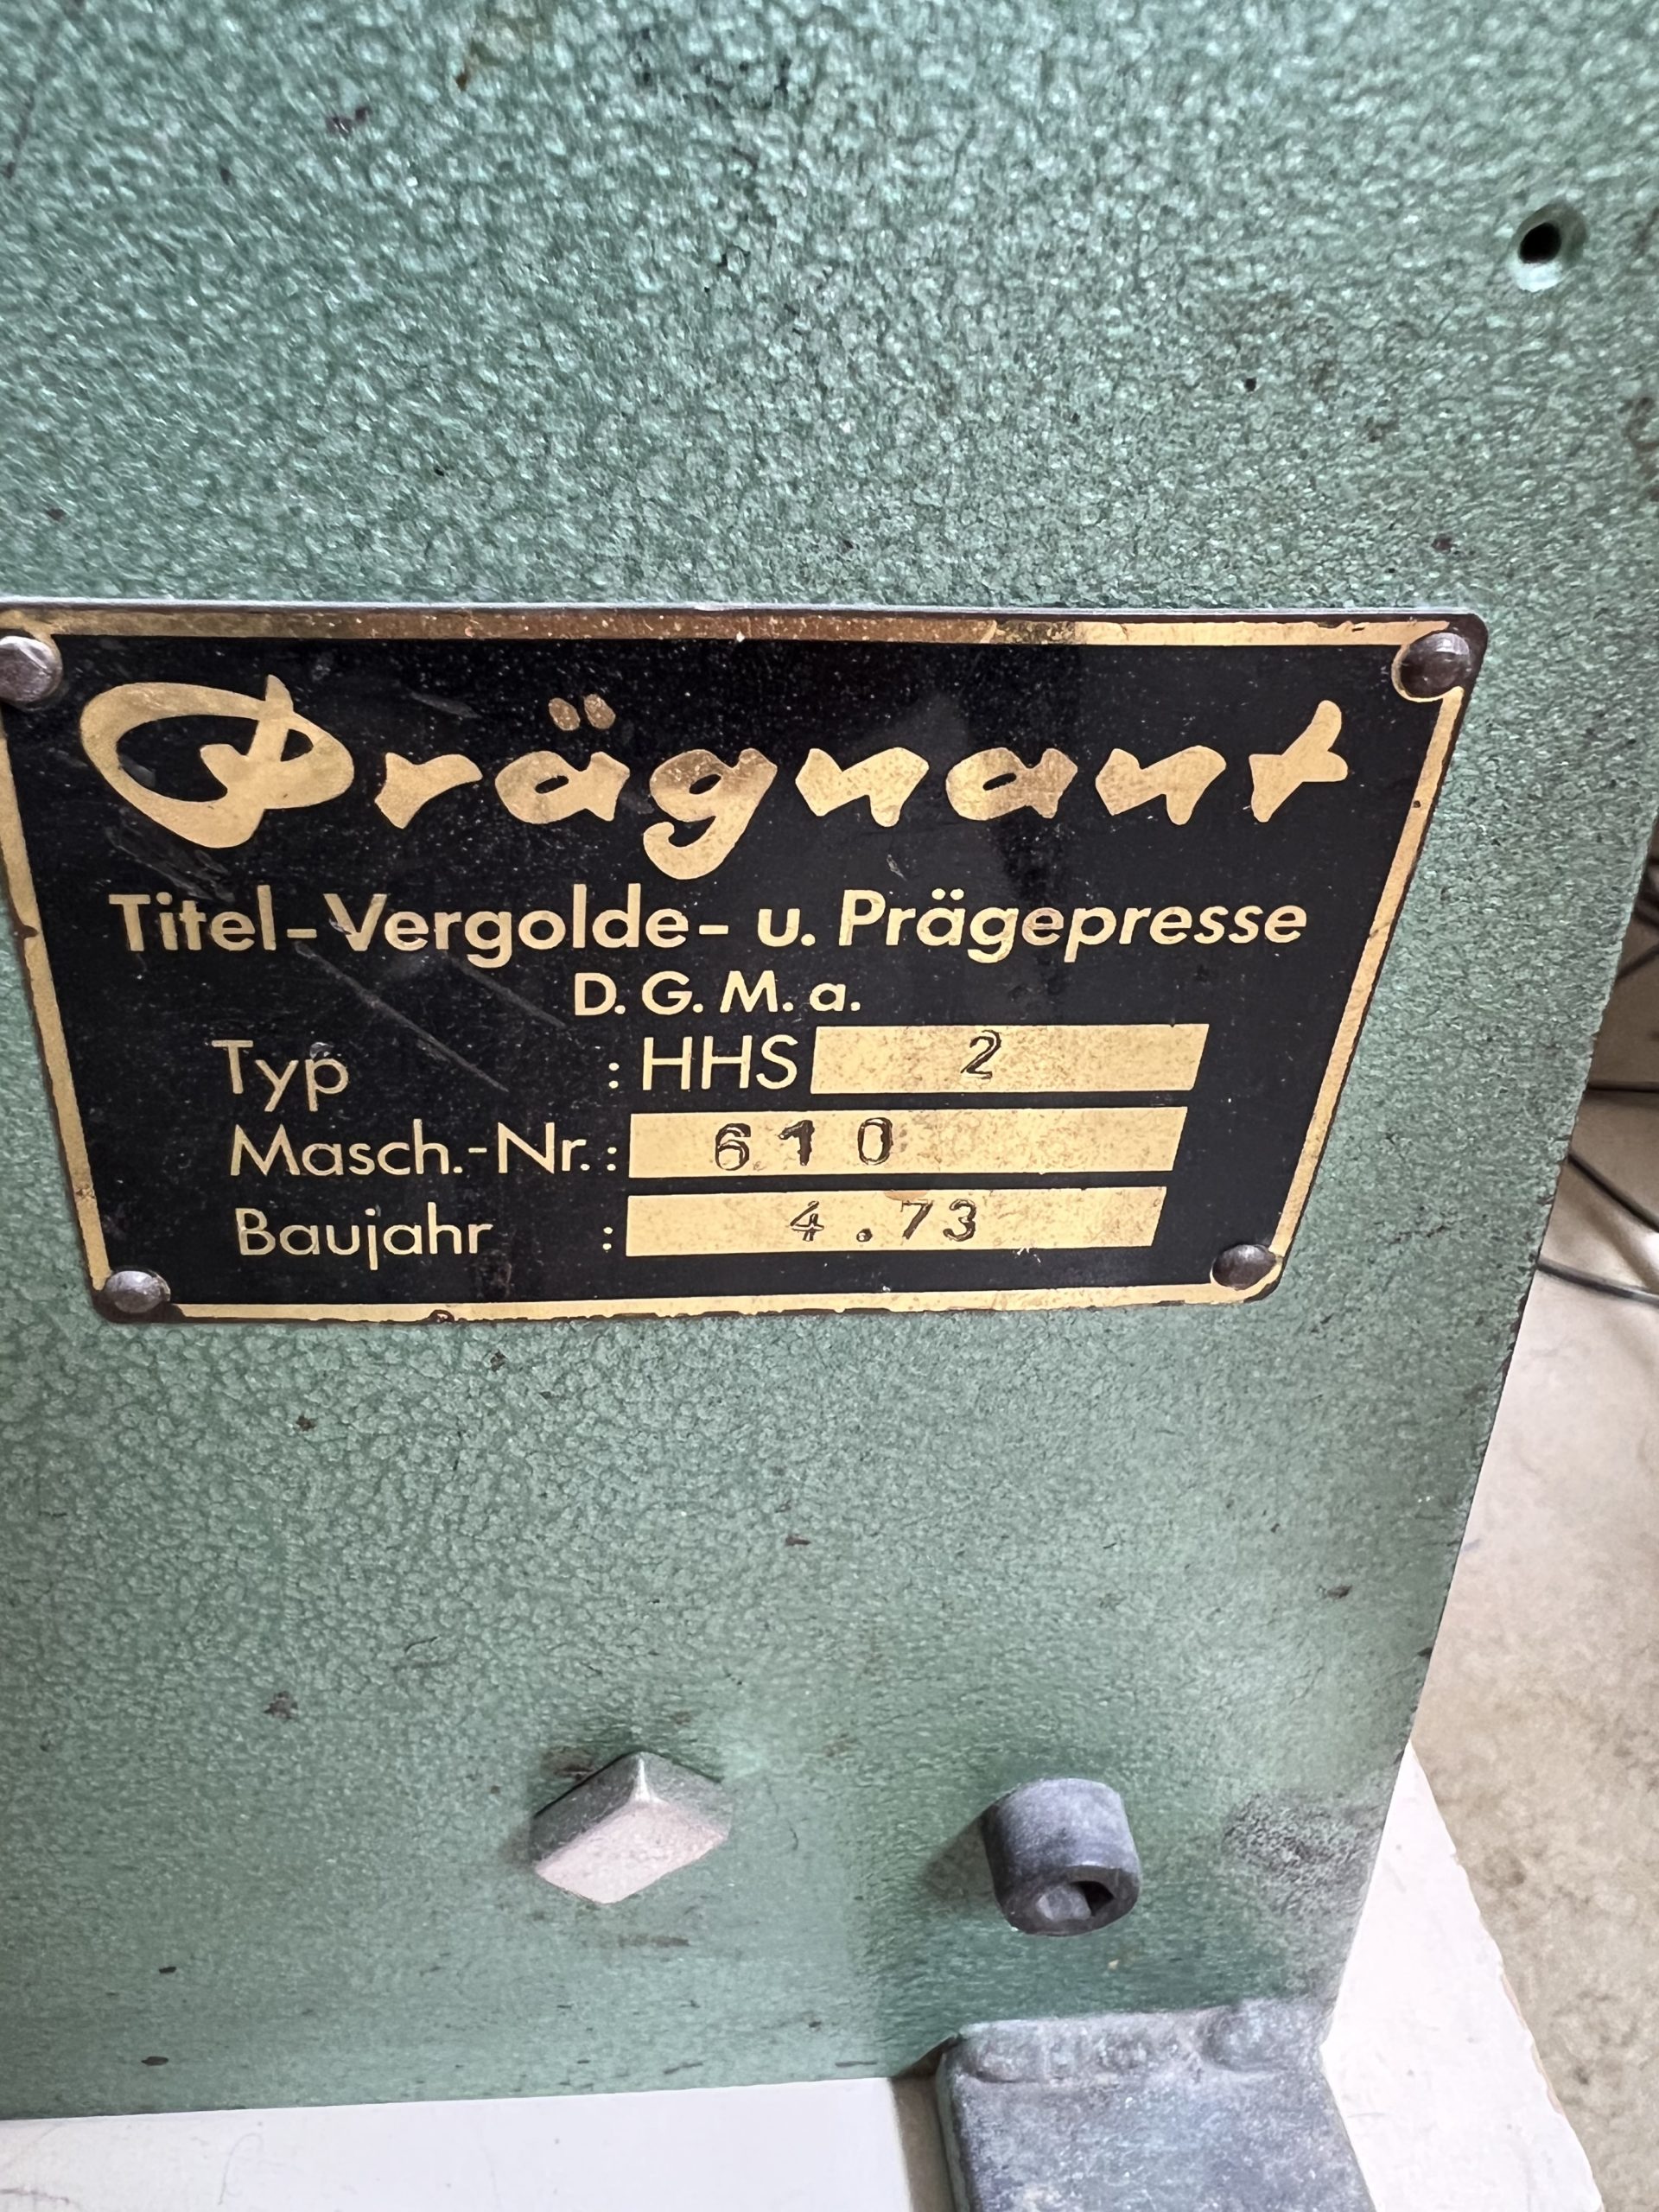 Prägnant
Titel-Vergolde- u. Prägepresse
D. G. M. a.
Typ : HHS 2
Masch.-Nr.: 610
Baujahr : 4.73